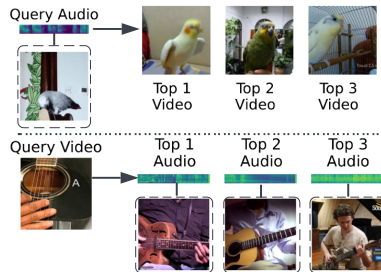 Query Audio
Top 1
Video
Top 2
Video
Top 3
Video
Query Video
A
Top 1
Audio
Top 2
Audio
Top 3
Audio